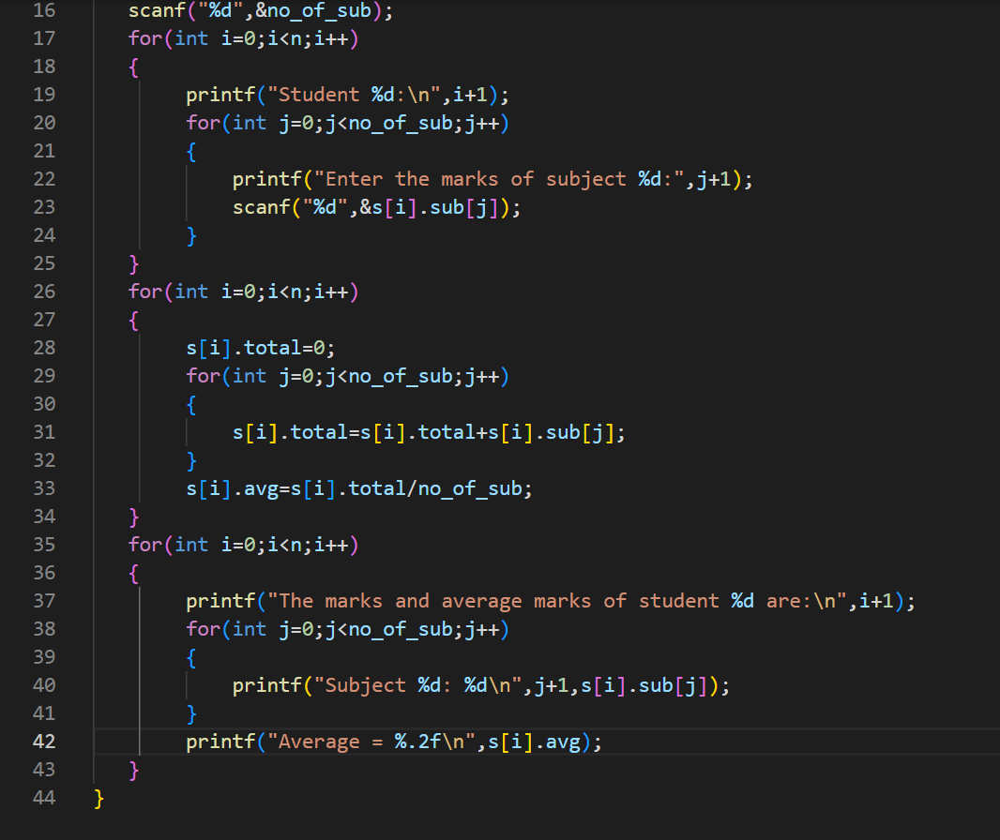 16 scanf("%d",&no_of_sub);
17 for(int i=0;i<n;i++)
18 {
19 printf("Student %d:\n",i+1);
20 for(int j=0;j<no_of_sub;j++)
21 {
22 printf("Enter the marks of subject %d:",j+1);
23 scanf("%d",&s[i].sub[j]);
24 }
25 }
26 for(int i=0;i<n;i++)
27 {
28 s[i].total=0;
29 for(int j=0;j<no_of_sub;j++)
30 {
31 s[i].total=s[i].total+s[i].sub[j];
32 }
33 s[i].avg=s[i].total/no_of_sub;
34 }
35 for(int i=0;i<n;i++)
36 {
37 printf("The marks and average marks of student %d are:\n",i+1);
38 for(int j=0;j<no_of_sub;j++)
39 {
40 printf("Subject %d: %d\n",j+1,s[i].sub[j]);
41 }
42 printf("Average = %.2f\n",s[i].avg);
43 }
44 }